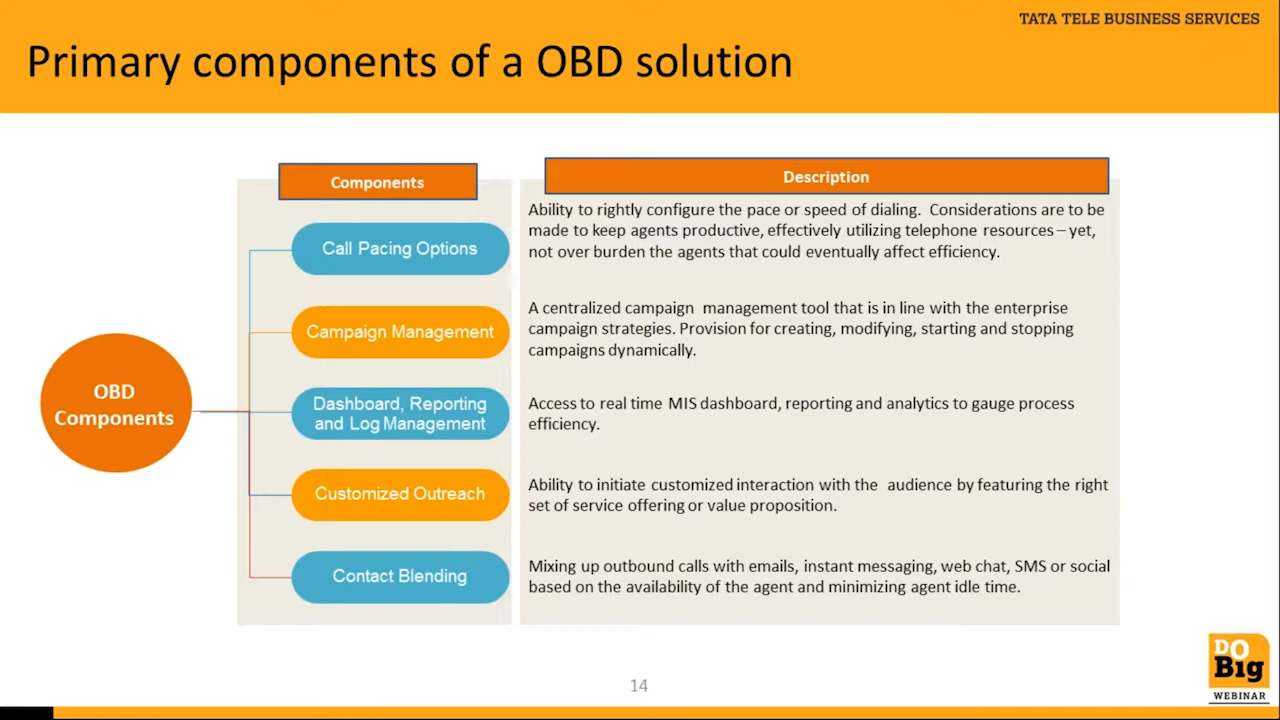 TATA TELE BUSINESS SERVICES
Primary components of a OBD solution
Components
Description
OBD
Components
Call Pacing Options
Ability to rightly configure the pace or speed of dialing. Considerations are to be
made to keep agents productive, effectively utilizing telephone resources – yet,
not over burden the agents that could eventually affect efficiency.
Campaign Management
A centralized campaign management tool that is in line with the enterprise
campaign strategies. Provision for creating, modifying, starting and stopping
campaigns dynamically.
Dashboard, Reporting
and Log Management
Access to real time MIS dashboard, reporting and analytics to gauge process
efficiency.
Customized Outreach
Ability to initiate customized interaction with the audience by featuring the right
set of service offering or value proposition.
Contact Blending
Mixing up outbound calls with emails, instant messaging, web chat, SMS or social
based on the availability of the agent and minimizing agent idle time.
14
DO
Big
WEBINAR